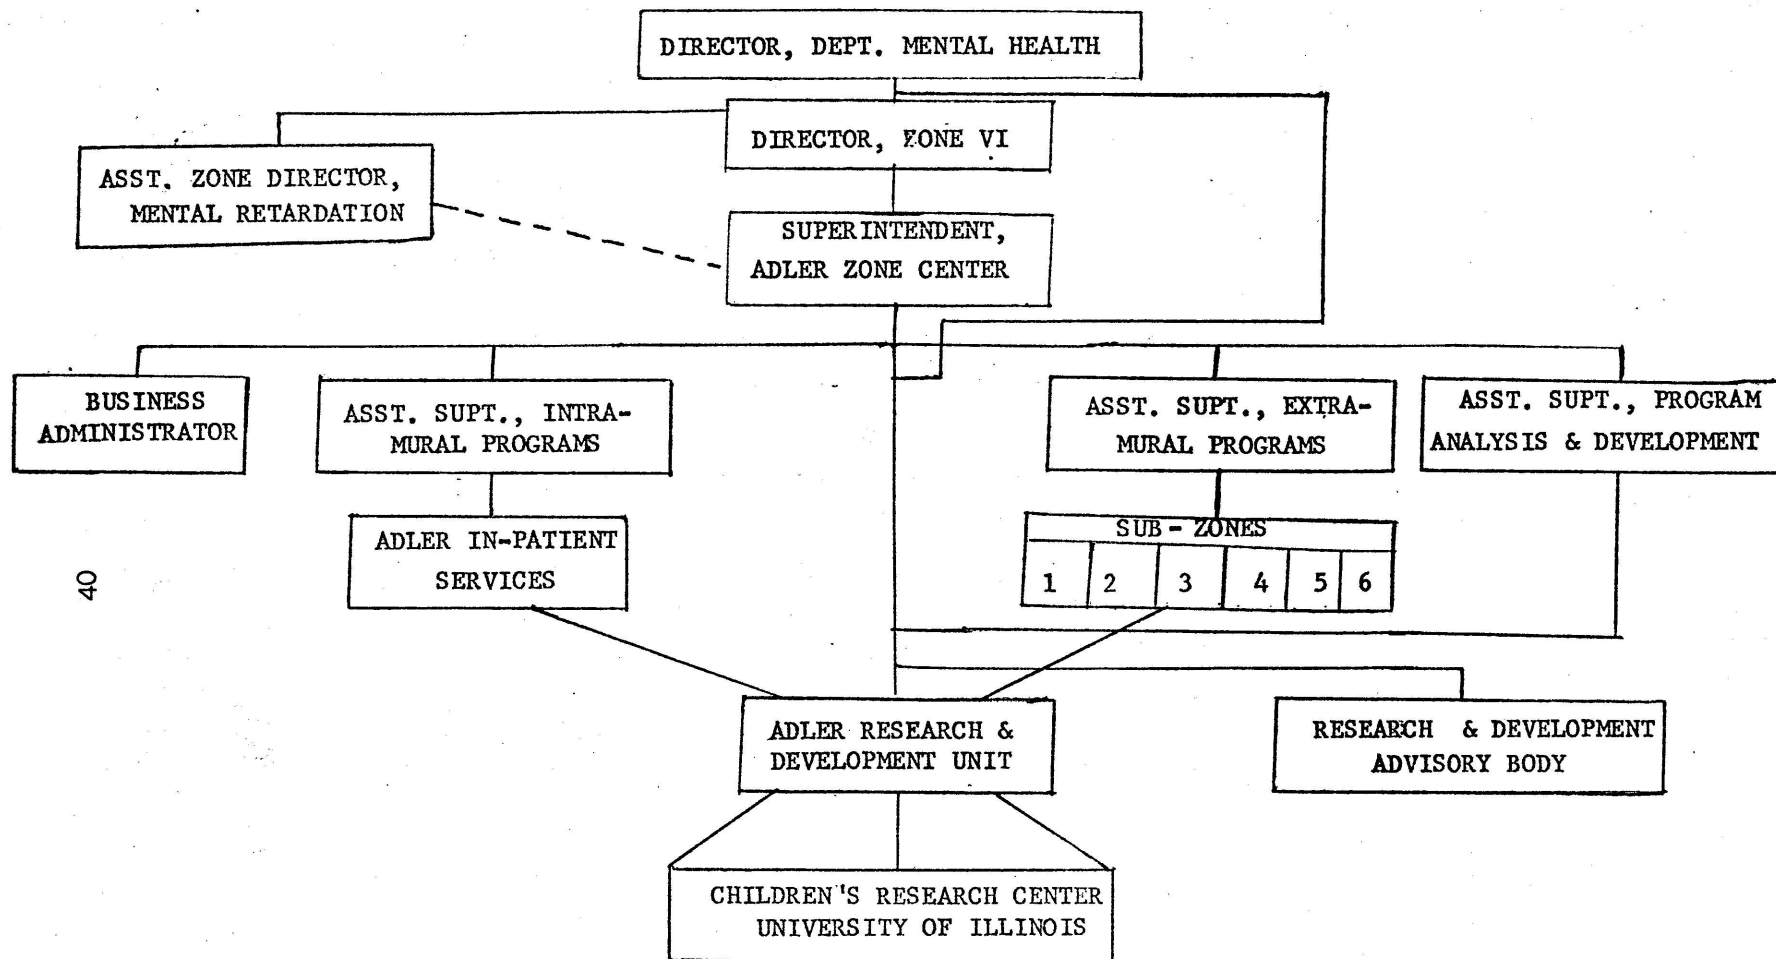 DIRECTOR, DEPT. MENTAL HEALTH
DIRECTOR, ZONE VI
ASST. ZONE DIRECTOR,
MENTAL RETARDATION
SUPERINTENDENT,
ADLER ZONE CENTER
BUSINESS
ADMINISTRATOR
ASST. SUPT., INTRA-
MURAL PROGRAMS
ASST. SUPT., EXTRA-
MURAL PROGRAMS
ASST. SUPT., PROGRAM
ANALYSIS & DEVELOPMENT
ADLER IN-PATIENT
SERVICES
SUB - ZONES
1 2 3 4 5 6
40
ADLER RESEARCH &
DEVELOPMENT UNIT
RESEARCH & DEVELOPMENT
ADVISORY BODY
CHILDREN'S RESEARCH CENTER
UNIVERSITY OF ILLINOIS